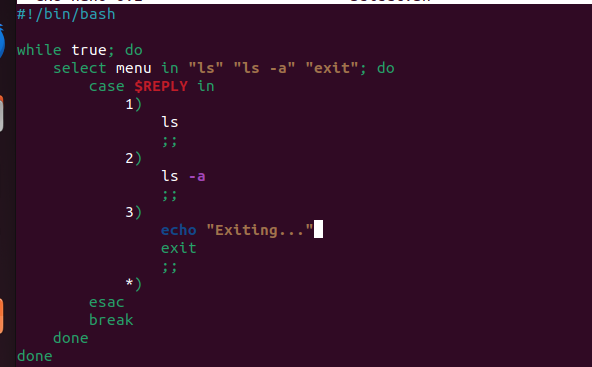 #!/bin/bash
while true; do
    select menu in "ls" "ls -a" "exit"; do
        case $REPLY in
            1)
                ls
                ;;
            2)
                ls -a
                ;;
            3)
                echo "Exiting..."
                exit
                ;;
            *)
        esac
        break
    done
done